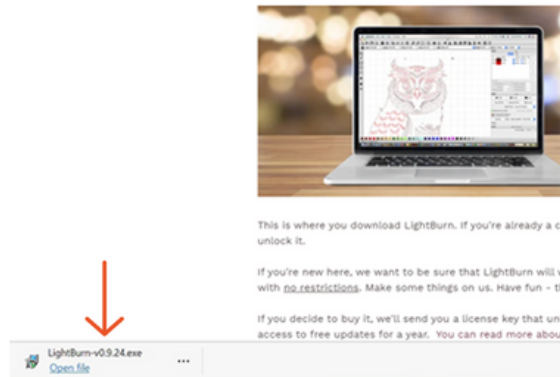 This is where you download LightBurn. If you're already a c
unlock it.
If you're new here, we want to be sure that LightBurn will
with no restrictions. Make some things on us. Have fun - t
If you decide to buy it, we'll send you a license key that un
access to free updates for a year. You can read more abou
LightBurn-v0.9.24.exe
Open file